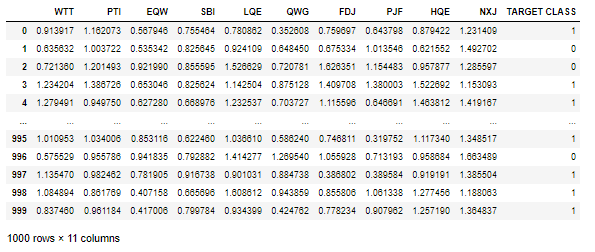 WTT PTI EQW SBI LQE QWG FDJ PJF HQE NXJ TARGET CLASS
0 0.913917 1.162073 0.567946 0.755464 0.780862 0.352608 0.759697 0.643798 0.879422 1.231409 1
1 0.635632 1.003722 0.535342 0.825645 0.924109 0.648450 0.675334 1.013546 0.621552 1.492702 0
2 0.721360 1.201493 0.921990 0.855595 1.526629 0.720781 1.626351 1.154483 0.957877 1.285597 0
3 1.234204 1.386726 0.653046 0.825624 1.142504 0.875128 1.409708 1.380003 1.522692 1.153093 1
4 1.279491 0.949750 0.627280 0.668976 1.232537 0.703727 1.115596 0.646691 1.463812 1.419167 1
... ... ... ... ... ... ... ... ... ... ... ...
995 1.010953 1.034006 0.853116 0.622460 1.036610 0.586240 0.746811 0.319752 1.117340 1.348517 1
996 0.575529 0.955786 0.941835 0.792882 1.414277 1.269540 1.055928 0.713193 0.958684 1.663489 0
997 1.135470 0.982462 0.781905 0.916738 0.901031 0.884738 0.386802 0.389584 0.919191 1.385504 1
998 1.084894 0.861769 0.407158 0.665696 1.608612 0.943859 0.855806 1.061338 1.277456 1.188063 1
999 0.837460 0.961184 0.417006 0.799784 0.934399 0.424762 0.778234 0.907962 1.257190 1.364837 1
1000 rows × 11 columns